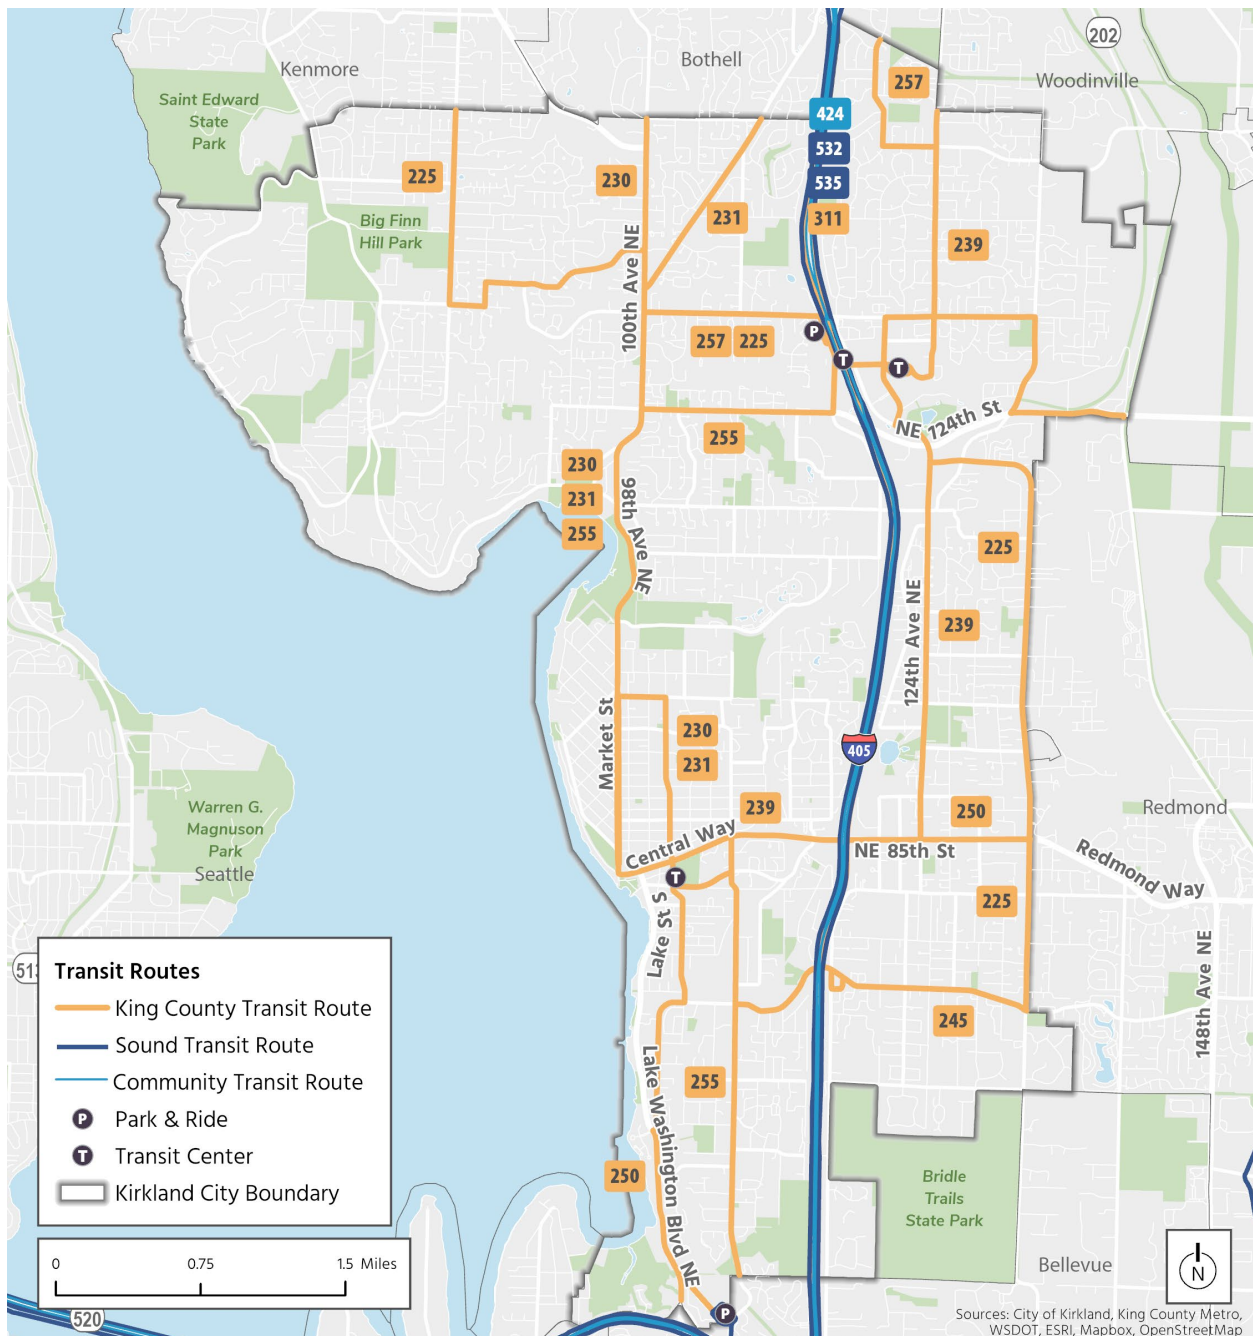 Kenmore
Bothell
202
Woodinville
Saint Edward
State
Park
257
424
532
535
311
225
230
231
239
Big Finn
Hill Park
100th Ave NE
257
225
P
T
T
NE 124th St
255
230
231
255
98th Ave NE
225
239
124th Ave NE
Market St
230
231
405
239
250
Redmond
Central Way
NE 85th St
Redmond Way
Warren G.
Magnuson
Park
Seattle
T
225
Lake St S
148th Ave NE
513
245
Lake Washington Blvd NE
255
250
Bridle
Trails
State Park
Bellevue
P
520
Transit Routes
King County Transit Route
Sound Transit Route
Community Transit Route
P Park & Ride
T Transit Center
Kirkland City Boundary
0 0.75 1.5 Miles
N
Sources: City of Kirkland, King County Metro,
WSDOT, ESRI, Mapbox, OpenStreetMap